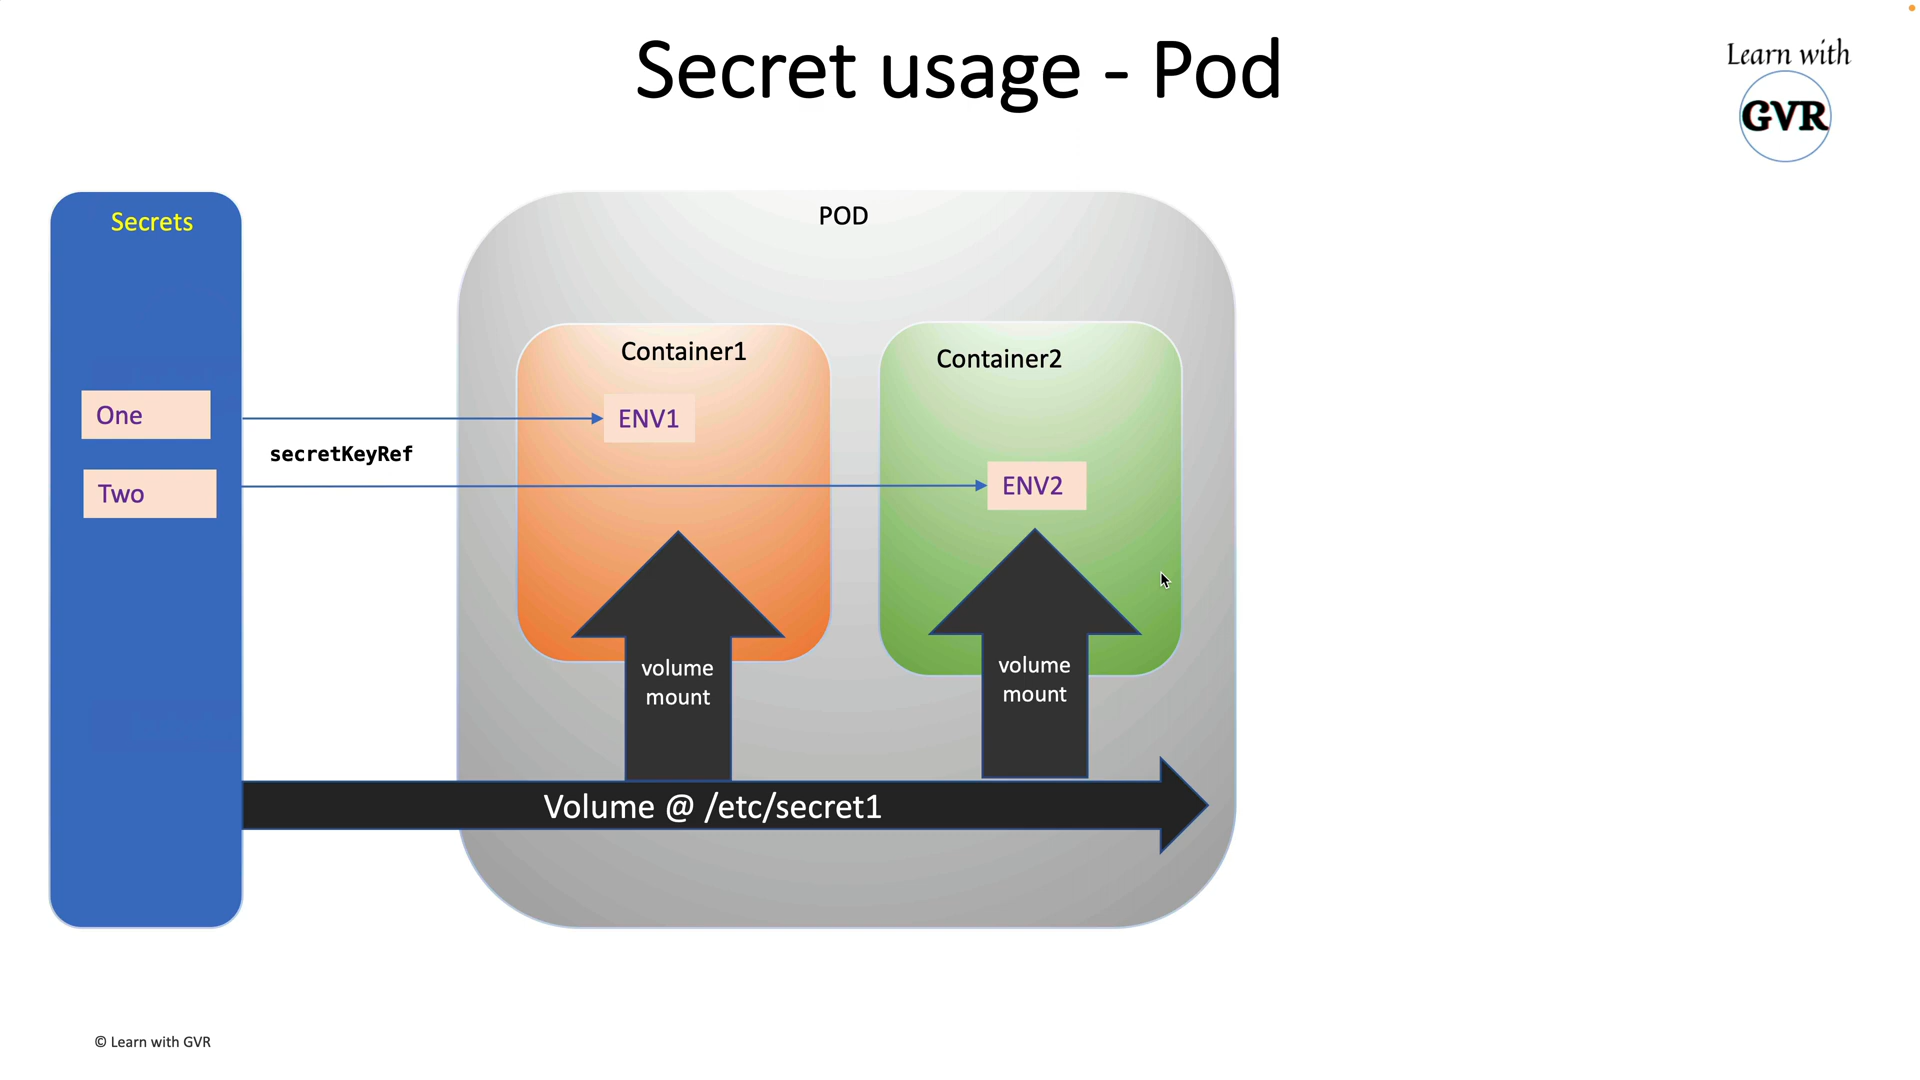 Secret usage - Pod
Learn with
GVR
Secrets
POD
Container1
Container2
One
ENV1
secretKeyRef
Two
ENV2
volume
mount
volume
mount
Volume @ /etc/secret1
© Learn with GVR